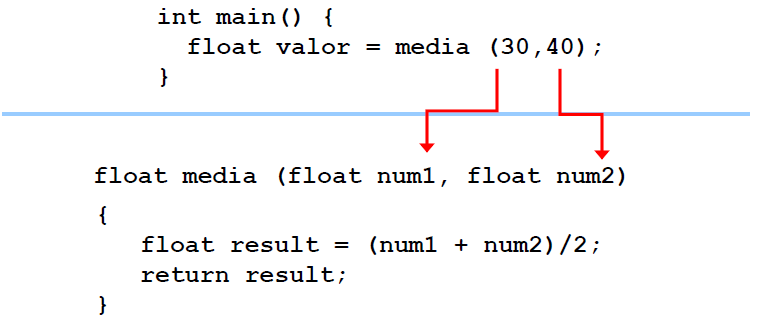 int main() {
float valor = media (30,40);
}
float media (float num1, float num2)
{
float result = (num1 + num2)/2;
return result;
}